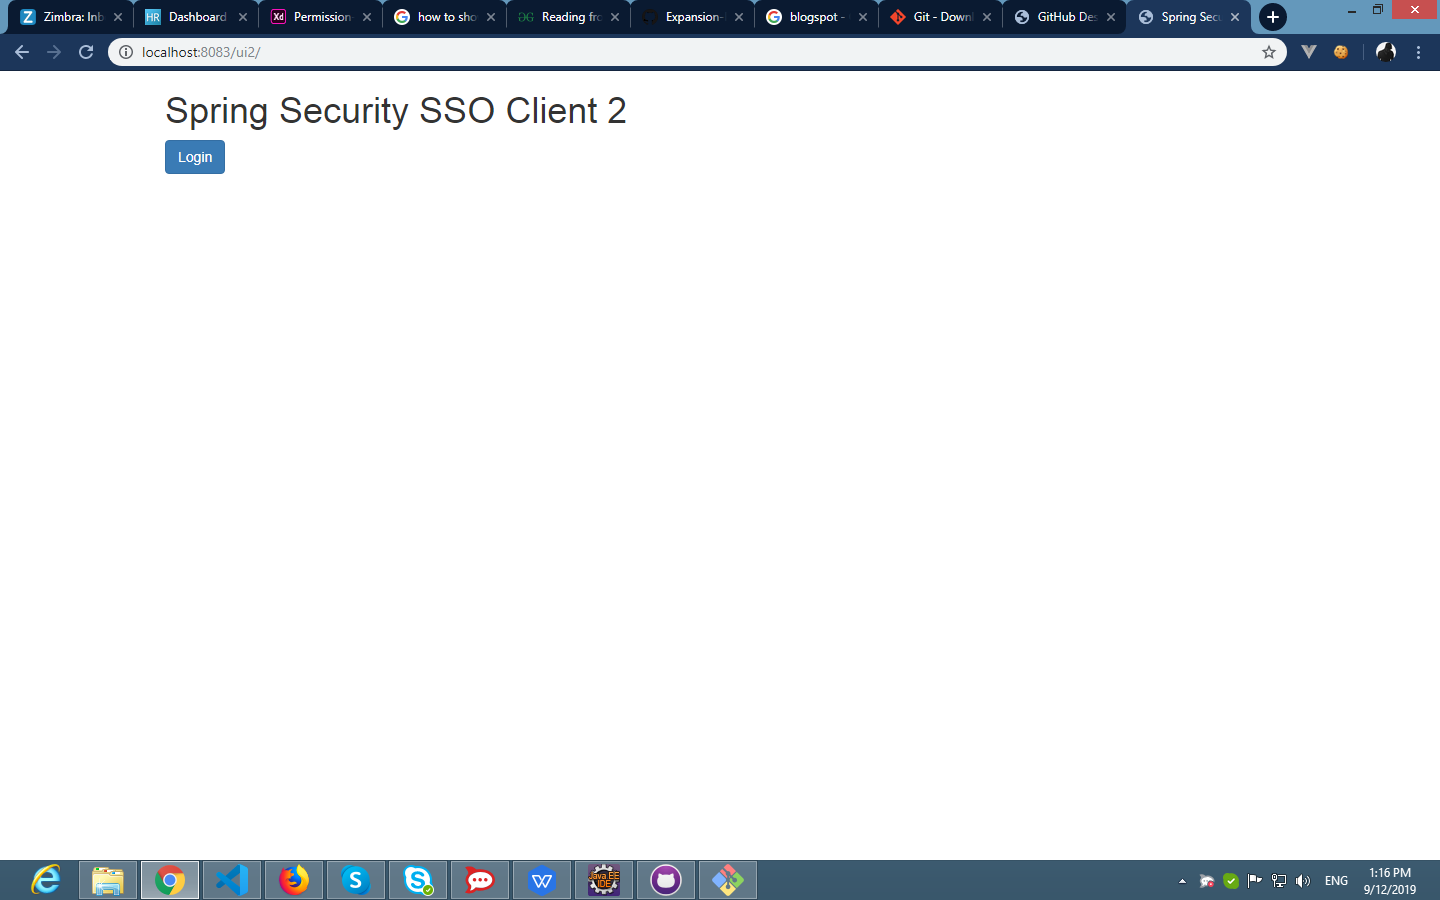 Zimbra: Inb
Dashboard
Permission-
how to sho
Reading fro
Expansion-
blogspot -
Git - Downl
GitHub Des
Spring Secu
localhost:8083/ui2/
Spring Security SSO Client 2
Login
ENG
1:16 PM
9/12/2019